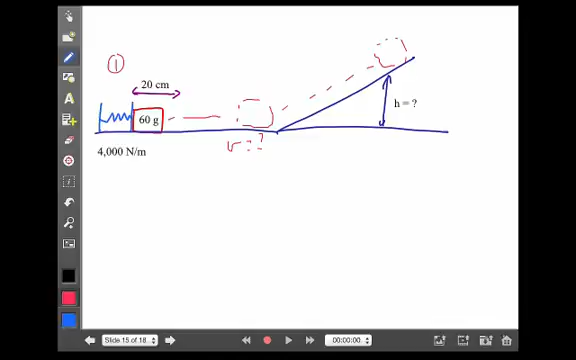 ①
20 cm
60 g
h = ?
v = ?
4,000 N/m
Slide 15 of 18
00:00:00